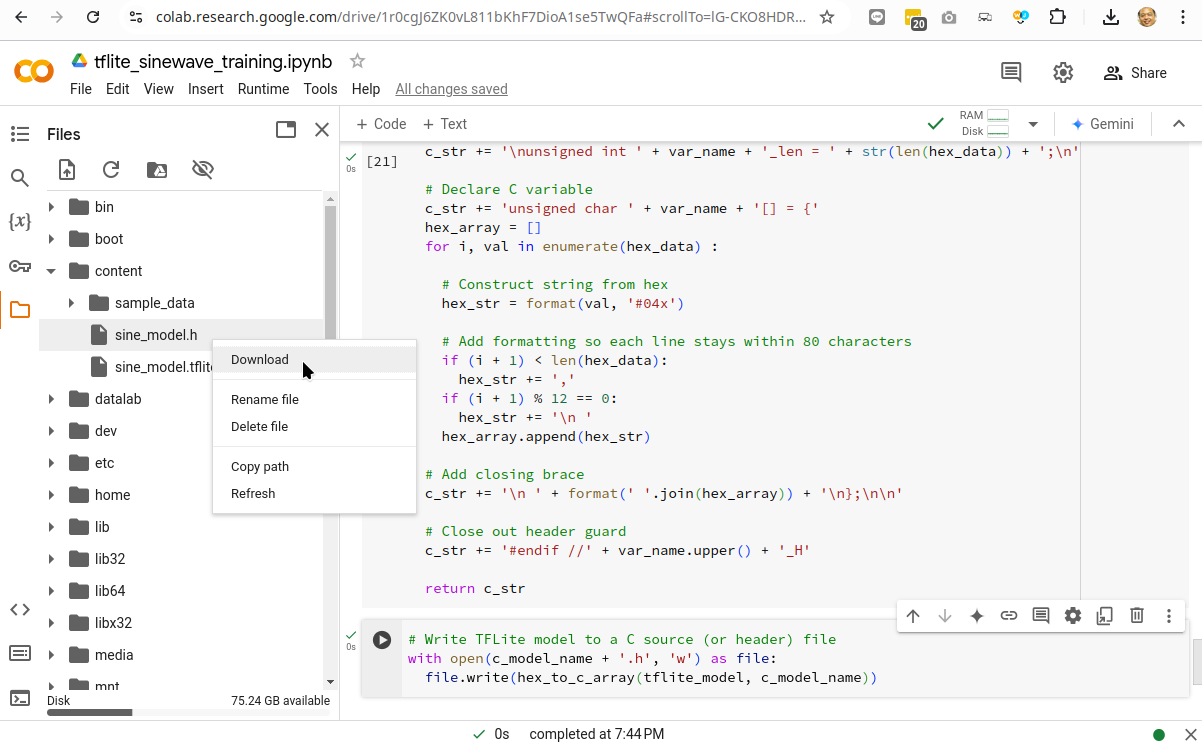 colab.research.google.com/drive/1r0cgJ6ZK0vL811bKhF7DioA1se5TwQFa#scrollTo=lG-CKO8HDR...
20
tflite_sinewave_training.ipynb
File Edit View Insert Runtime Tools Help All changes saved
Share
Files
+ Code + Text
RAM
Disk
Gemini
bin
boot
content
sample_data
sine_model.h
sine_model.tflite
datalab
dev
etc
home
lib
lib32
lib64
libx32
media
mnt
Disk 75.24 GB available
Download
Rename file
Delete file
Copy path
Refresh
0s
[21]
c_str += '\nunsigned int ' + var_name + '_len = ' + str(len(hex_data)) + ';\n'
# Declare C variable
c_str += 'unsigned char ' + var_name + '[] = {'
hex_array = []
for i, val in enumerate(hex_data) :
# Construct string from hex
hex_str = format(val, '#04x')
# Add formatting so each line stays within 80 characters
if (i + 1) < len(hex_data):
hex_str += ','
if (i + 1) % 12 == 0:
hex_str += '\n '
hex_array.append(hex_str)
# Add closing brace
c_str += '\n ' + format(' '.join(hex_array)) + '\n};\n\n'
# Close out header guard
c_str += '#endif //' + var_name.upper() + '_H'
return c_str
0s
# Write TFLite model to a C source (or header) file
with open(c_model_name + '.h', 'w') as file:
file.write(hex_to_c_array(tflite_model, c_model_name))
0s completed at 7:44 PM